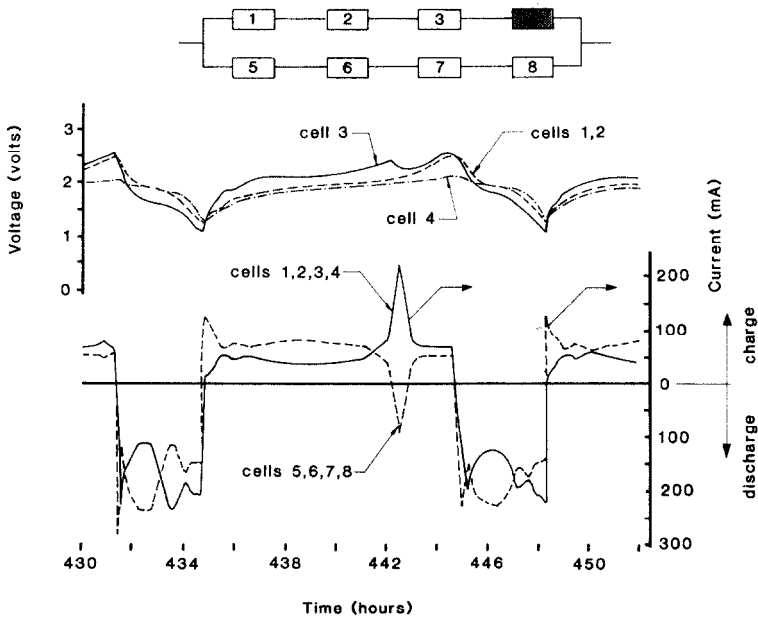 1 2 3
5 6 7 8
Voltage (volts)
3
2
1
0
cell 3
cells 1,2
cell 4
cells 1,2,3,4
cells 5,6,7,8
Current (mA)
200
100
0
100
200
300
charge
discharge
430 434 438 442 446 450
Time (hours)